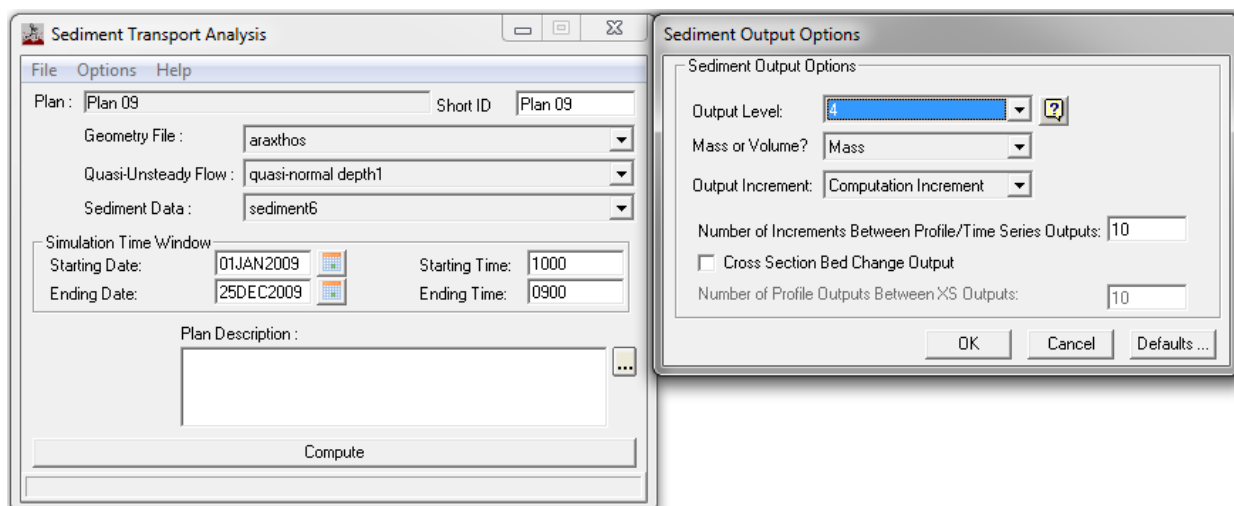 Sediment Transport Analysis
File Options Help
Plan : Plan 09 Short ID Plan 09
Geometry File : araxthos
Quasi-Unsteady Flow : quasi-normal depth1
Sediment Data : sediment6
Simulation Time Window
Starting Date: 01JAN2009 Starting Time: 1000
Ending Date: 25DEC2009 Ending Time: 0900
Plan Description :
...
Compute
Sediment Output Options
Sediment Output Options
Output Level: 4
Mass or Volume? Mass
Output Increment: Computation Increment
Number of Increments Between Profile/Time Series Outputs: 10
Cross Section Bed Change Output
Number of Profile Outputs Between XS Outputs: 10
OK Cancel Defaults ...